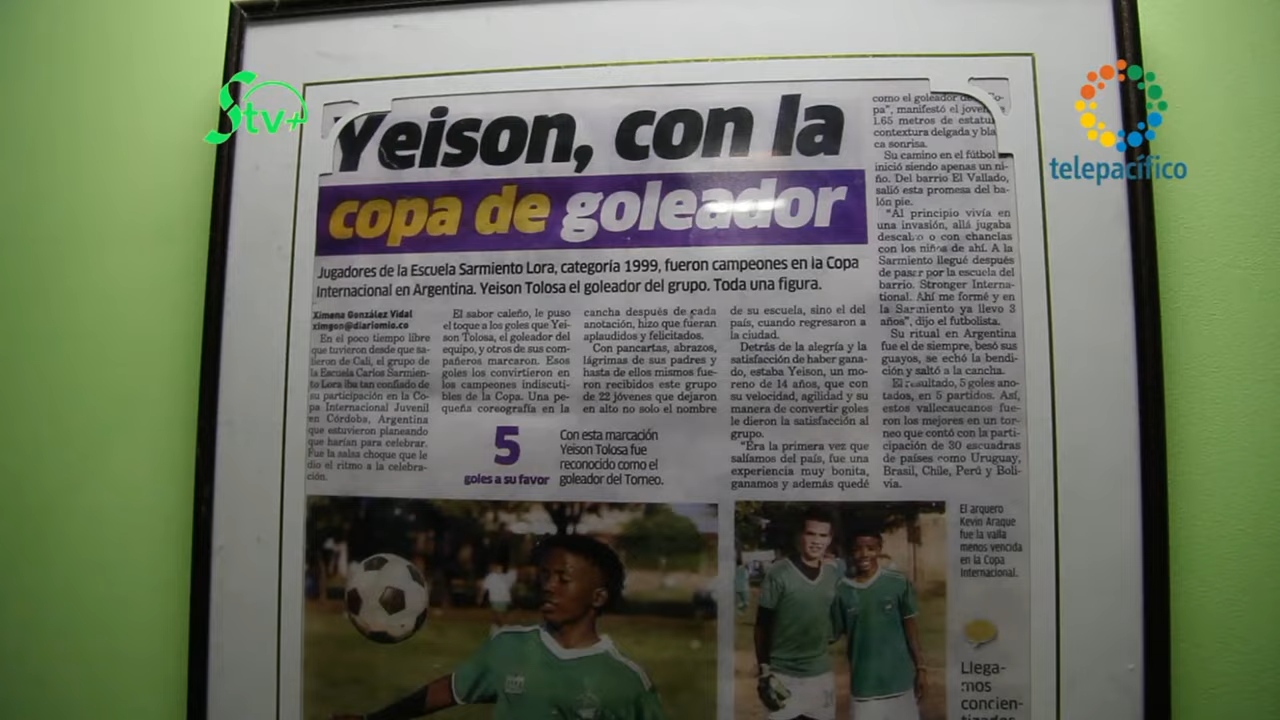 Stv+
telepacífico
Yeison, con la
copa de goleador
Jugadores de la Escuela Sarmiento Lora, categoría 1999, fueron campeones en la Copa
Internacional en Argentina. Yeison Tolosa el goleador del grupo. Toda una figura.
Ximena González Vidal
ximgon@diariomio.co
En el poco tiempo libre
que tuvieron desde que sa-
lieron de Cali, el grupo de
la Escuela Carlos Sarmien-
to Lora iba tan confiado de
su participación en la Co-
pa Internacional Juvenil
en Córdoba, Argentina
que estuvieron planeando
que harían para celebrar.
Fue la salsa choque que le
dio el ritmo a la celebra-
ción.
El sabor caleño, le puso
el toque a los goles que Yei-
son Tolosa, el goleador del
equipo, y otros de sus com-
pañeros marcaron. Esos
goles los convirtieron en
los campeones indiscuti-
bles de la Copa. Una pe-
queña coreografía en la
cancha después de cada
anotación, hizo que fueran
aplaudidos y felicitados.
Con pancartas, abrazos,
lágrimas de sus padres y
hasta de ellos mismos fue-
ron recibidos este grupo
de 22 jóvenes que dejaron
en alto no solo el nombre
de su escuela, sino el del
país, cuando regresaron a
la ciudad.
Detrás de la alegría y la
satisfacción de haber gana-
do, estaba Yeison, un mo-
reno de 14 años, que con
su velocidad, agilidad y su
manera de convertir goles
le dieron la satisfacción al
grupo.
"Era la primera vez que
salíamos del país, fue una
experiencia muy bonita,
ganamos y además quedé
como el goleador
pa", manifestó el
1.65 metros de
contextura delgada y
ca sonrisa.
Su camino en el fútbol
inició siendo apenas un ni-
ño. Del barrio El Vallado,
salió esta promesa del ba-
lón pie.
"Al principio vivía en
una invasión, allá jugaba
descalzo o con chanclas
con los niños de ahí. A la
Sarmiento llegué después
de pasar por la escuela del
barrio. Stronger Interna-
tional. Ahí me formé y en
la Sarmiento ya llevo 3
años", dijo el futbolista.
Su ritual en Argentina
fue el de siempre, besó sus
guayos, se echó la bendi-
ción y saltó a la cancha.
El resultado, 5 goles ano-
tados, en 5 partidos. Así,
estos vallecaucanos fue-
ron los mejores en un tor-
neo que contó con la parti-
cipación de 30 escuadras
de países como Uruguay,
Brasil, Chile, Perú y Boli-
via.
5
goles a su favor
Con esta marcación
Yeison Tolosa fue
reconocido como el
goleador del Torneo.
El arquero
Kevin Araque
fue la valla
menos vencida
en la Copa
Internacional.
Llega-
mos
concien-